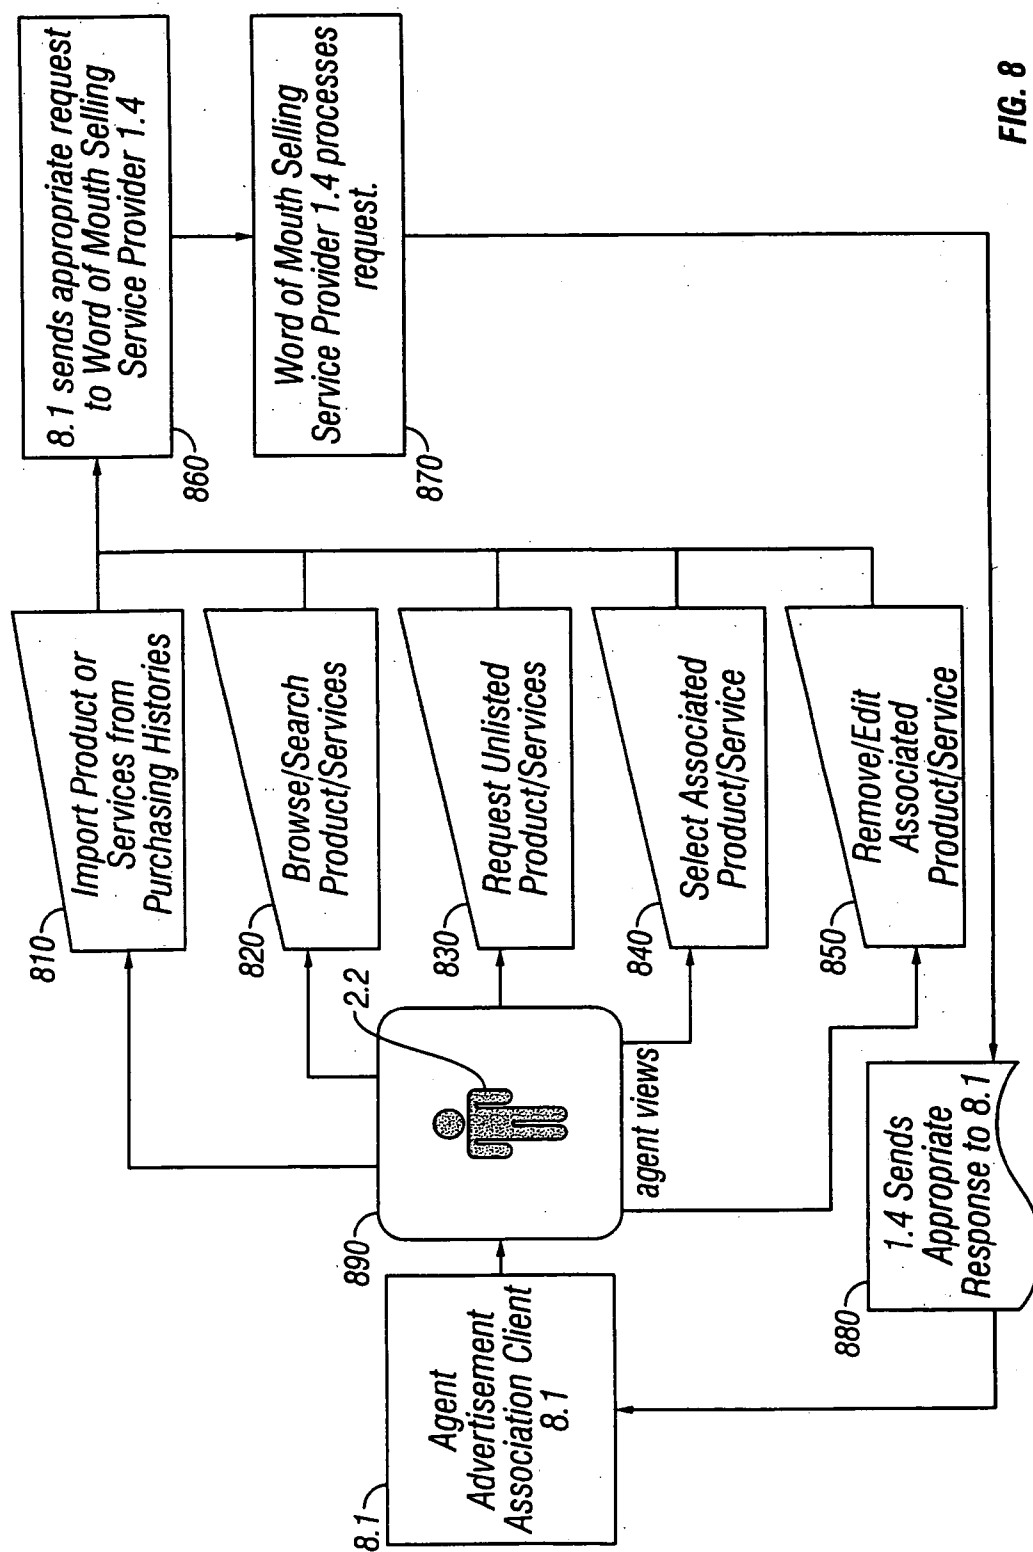 8.1
Agent
Advertisement
Association Client
8.1
890
2.2
agent views
810
Import Product or
Services from
Purchasing Histories
820
Browse/Search
Product/Services
830
Request Unlisted
Product/Services
840
Select Associated
Product/Service
850
Remove/Edit
Associated
Product/Service
8.1 sends appropriate request
to Word of Mouth Selling
Service Provider 1.4
860
Word of Mouth Selling
Service Provider 1.4 processes
request.
870
880
1.4 Sends
Appropriate
Response to 8.1
FIG. 8